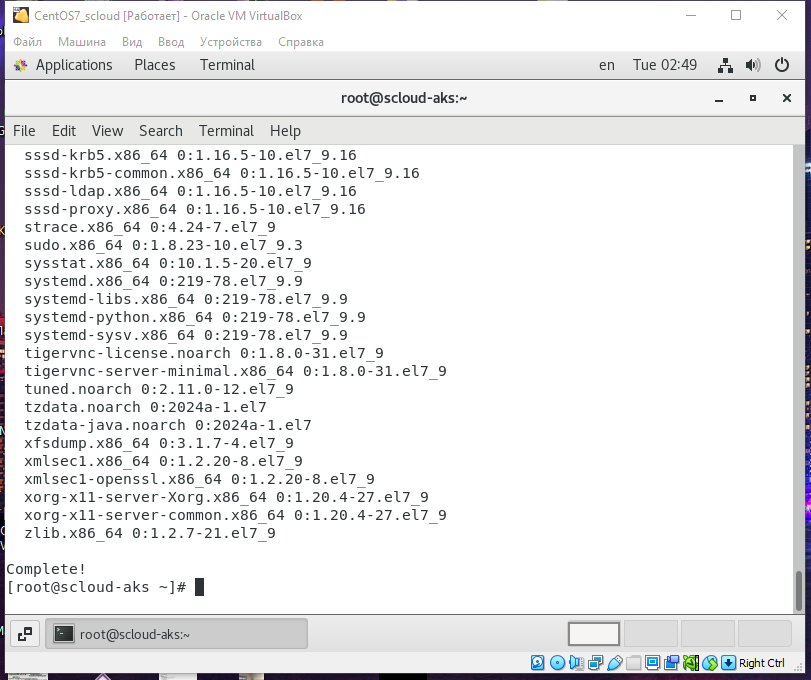 CentOS7_scloud [Работает] - Oracle VM VirtualBox
Файл Машина Вид Ввод Устройства Справка
Applications Places Terminal en Tue 02:49
root@scloud-aks:~
File Edit View Search Terminal Help
sssd-krb5.x86_64 0:1.16.5-10.el7_9.16
sssd-krb5-common.x86_64 0:1.16.5-10.el7_9.16
sssd-ldap.x86_64 0:1.16.5-10.el7_9.16
sssd-proxy.x86_64 0:1.16.5-10.el7_9.16
strace.x86_64 0:4.24-7.el7_9
sudo.x86_64 0:1.8.23-10.el7_9.3
sysstat.x86_64 0:10.1.5-20.el7_9
systemd.x86_64 0:219-78.el7_9.9
systemd-libs.x86_64 0:219-78.el7_9.9
systemd-python.x86_64 0:219-78.el7_9.9
systemd-sysv.x86_64 0:219-78.el7_9.9
tigervnc-license.noarch 0:1.8.0-31.el7_9
tigervnc-server-minimal.x86_64 0:1.8.0-31.el7_9
tuned.noarch 0:2.11.0-12.el7_9
tzdata.noarch 0:2024a-1.el7
tzdata-java.noarch 0:2024a-1.el7
xfsdump.x86_64 0:3.1.7-4.el7_9
xmlsec1.x86_64 0:1.2.20-8.el7_9
xmlsec1-openssl.x86_64 0:1.2.20-8.el7_9
xorg-x11-server-Xorg.x86_64 0:1.20.4-27.el7_9
xorg-x11-server-common.x86_64 0:1.20.4-27.el7_9
zlib.x86_64 0:1.2.7-21.el7_9
Complete!
[root@scloud-aks ~]#
root@scloud-aks:~
Right Ctrl